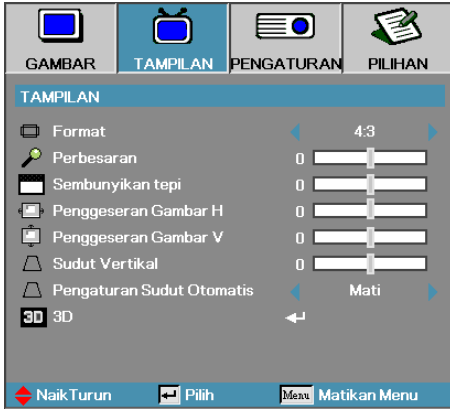 GAMBAR TAMPILAN PENGATURAN PILIHAN
TAMPILAN
Format 4:3
Perbesaran 0
Sembunyikan tepi 0
Penggeseran Gambar H 0
Penggeseran Gambar V 0
Sudut Vertikal 0
Pengaturan Sudut Otomatis Mati
3D 3D
NaikTurun Pilih Menu Matikan Menu